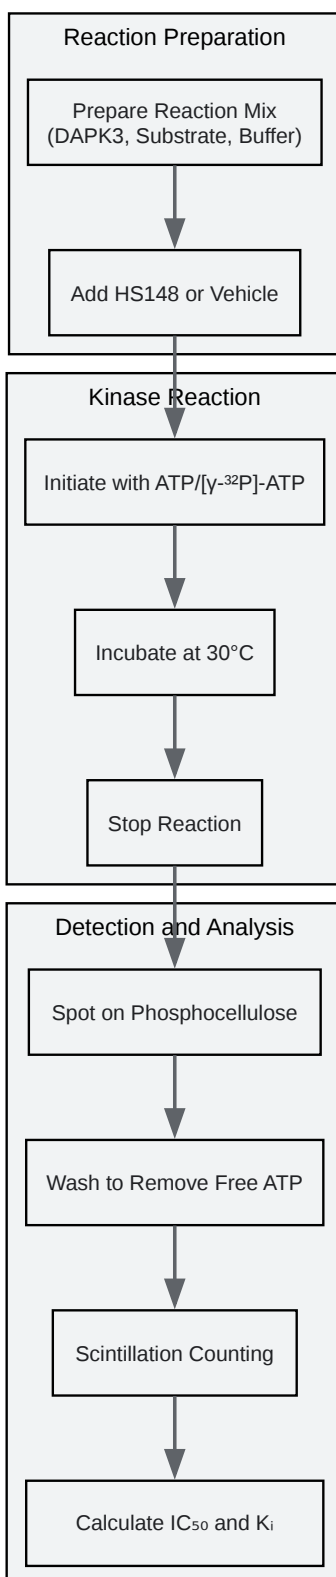 Reaction Preparation
Prepare Reaction Mix
(DAPK3, Substrate, Buffer)
Add HS148 or Vehicle
Kinase Reaction
Initiate with ATP/[γ-³²P]-ATP
Incubate at 30°C
Stop Reaction
Detection and Analysis
Spot on Phosphocellulose
Wash to Remove Free ATP
Scintillation Counting
Calculate IC₅₀ and Kᵢ